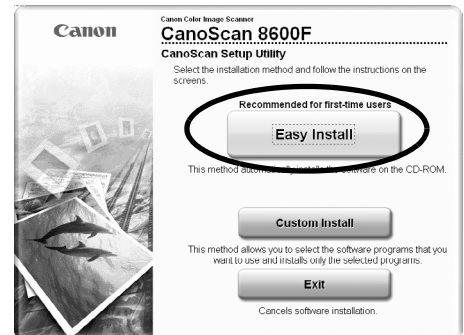 Canon
Canon Color Image Scanner
CanoScan 8600F
CanoScan Setup Utility
Select the installation method and follow the instructions on the
screens.
Recommended for first-time users
Easy Install
This method automatically installs the software on the CD-ROM.
Custom Install
This method allows you to select the software programs that you
want to use and installs only the selected programs.
Exit
Cancels software installation.